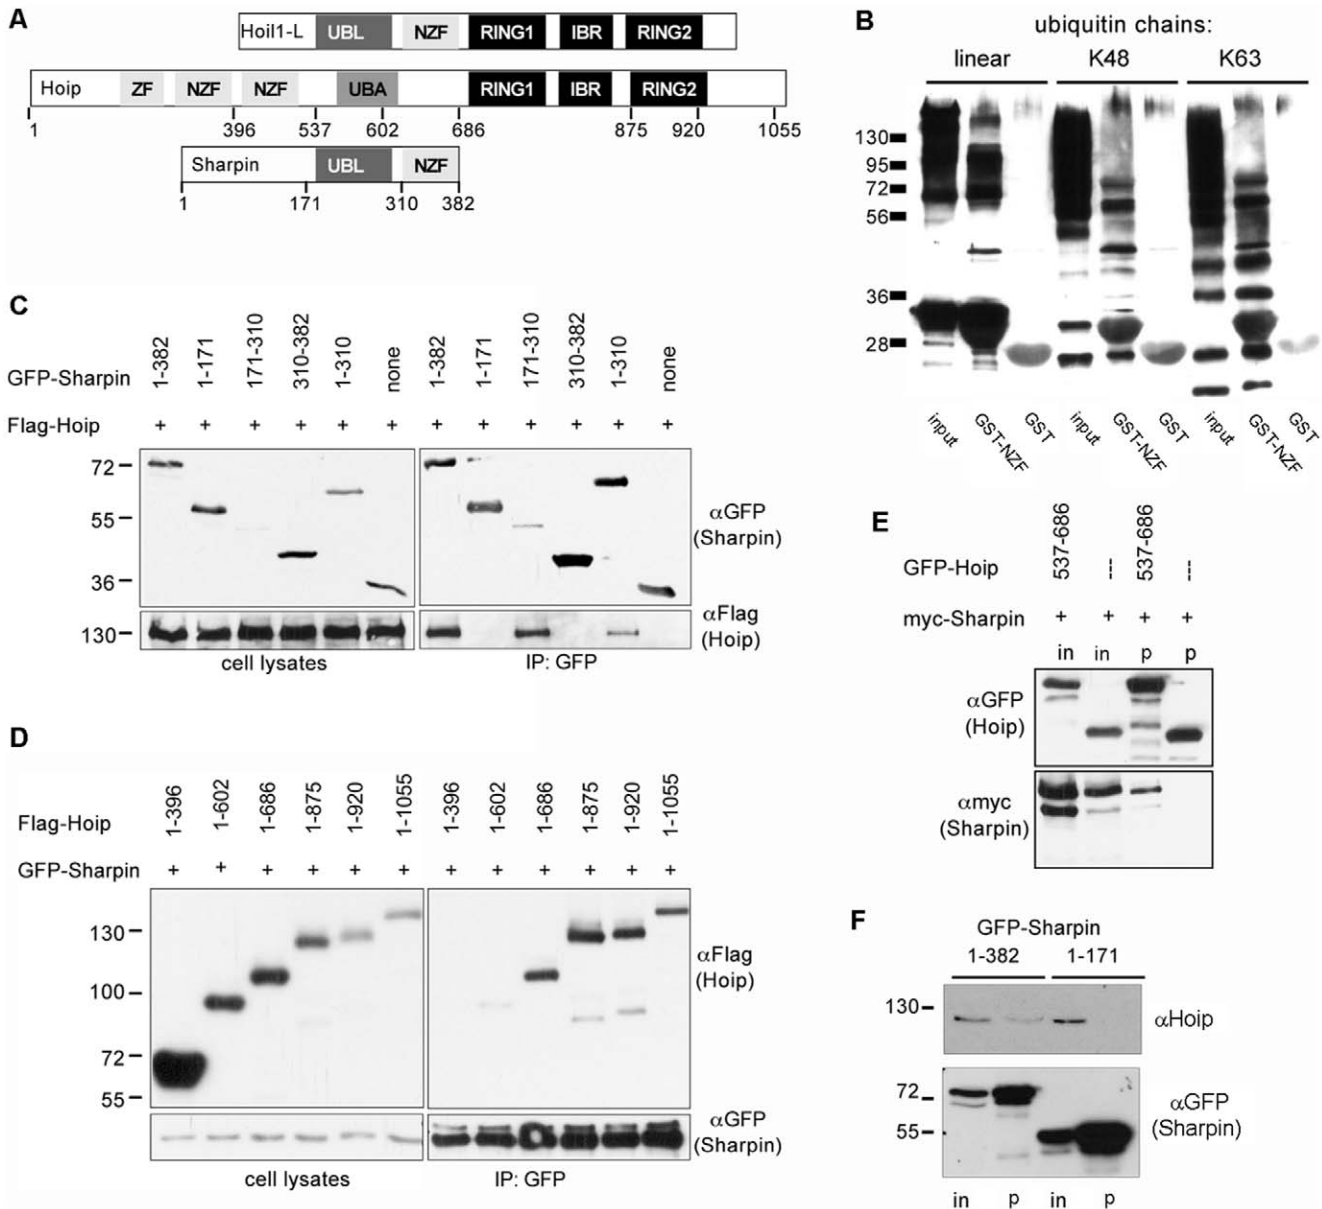 A
Hoil1-L UBL NZF RING1 IBR RING2
Hoip ZF NZF NZF UBA RING1 IBR RING2
1 396 537 602 686 875 920 1055
Sharpin UBL NZF
1 171 310 382
B
ubiquitin chains:
linear K48 K63
130
95
72
56
36
28
input GST-NZF GST input GST-NZF GST input GST-NZF GST
C
GFP-Sharpin 1-382 1-171 171-310 310-382 1-310 none 1-382 1-171 171-310 310-382 1-310 none
Flag-Hoip + + + + + + + + + + + +
72
55
36
αGFP
(Sharpin)
130
αFlag
(Hoip)
cell lysates IP: GFP
D
Flag-Hoip 1-396 1-602 1-686 1-875 1-920 1-1055 1-396 1-602 1-686 1-875 1-920 1-1055
GFP-Sharpin + + + + + + + + + + + +
130
100
72
55
αFlag
(Hoip)
αGFP
(Sharpin)
cell lysates IP: GFP
E
GFP-Hoip 537-686 --- 537-686 ---
myc-Sharpin + + + +
in in p p
αGFP
(Hoip)
αmyc
(Sharpin)
F
GFP-Sharpin
1-382 1-171
130
αHoip
72
55
αGFP
(Sharpin)
in p in p